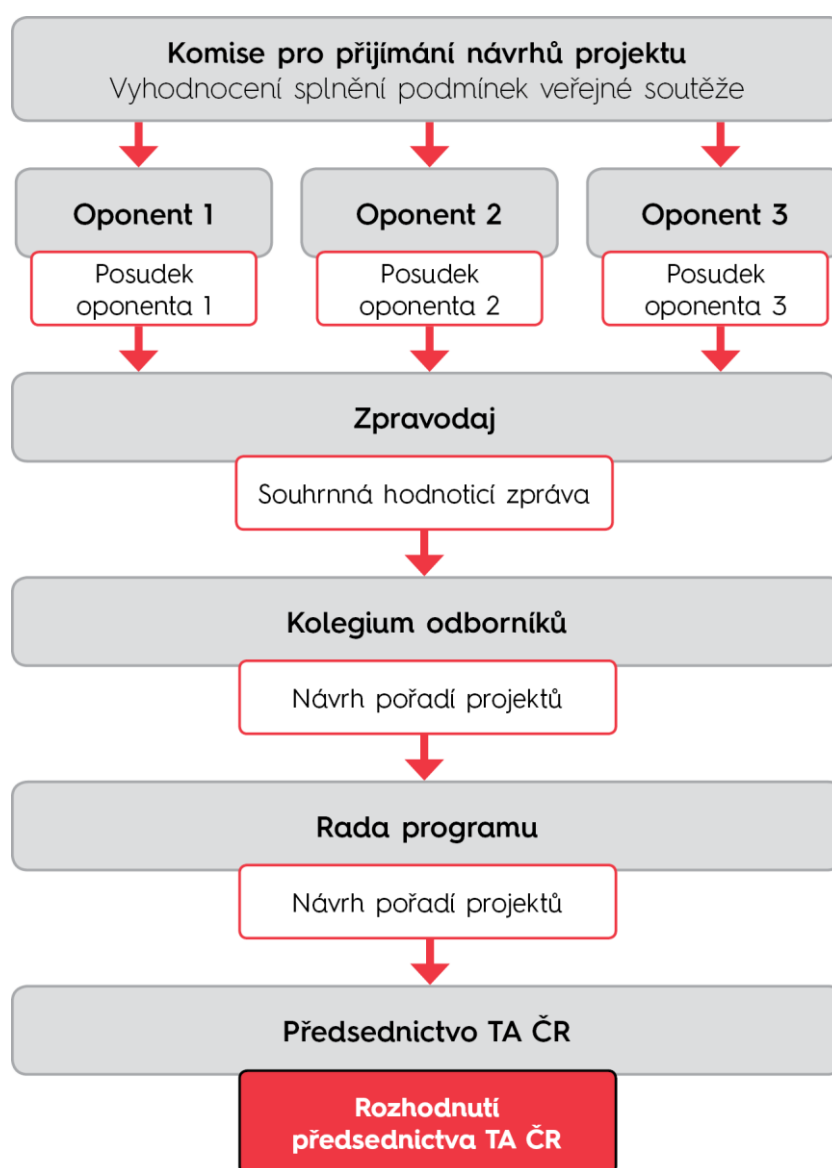 Komise pro přijímání návrhů projektu
Vyhodnocení splnění podmínek veřejné soutěže
Oponent 1
Oponent 2
Oponent 3
Posudek
oponenta 1
Posudek
oponenta 2
Posudek
oponenta 3
Zpravodaj
Souhrnná hodnoticí zpráva
Kolegium odborníků
Návrh pořadí projektů
Rada programu
Návrh pořadí projektů
Předsednictvo TA ČR
Rozhodnutí
předsednictva TA ČR